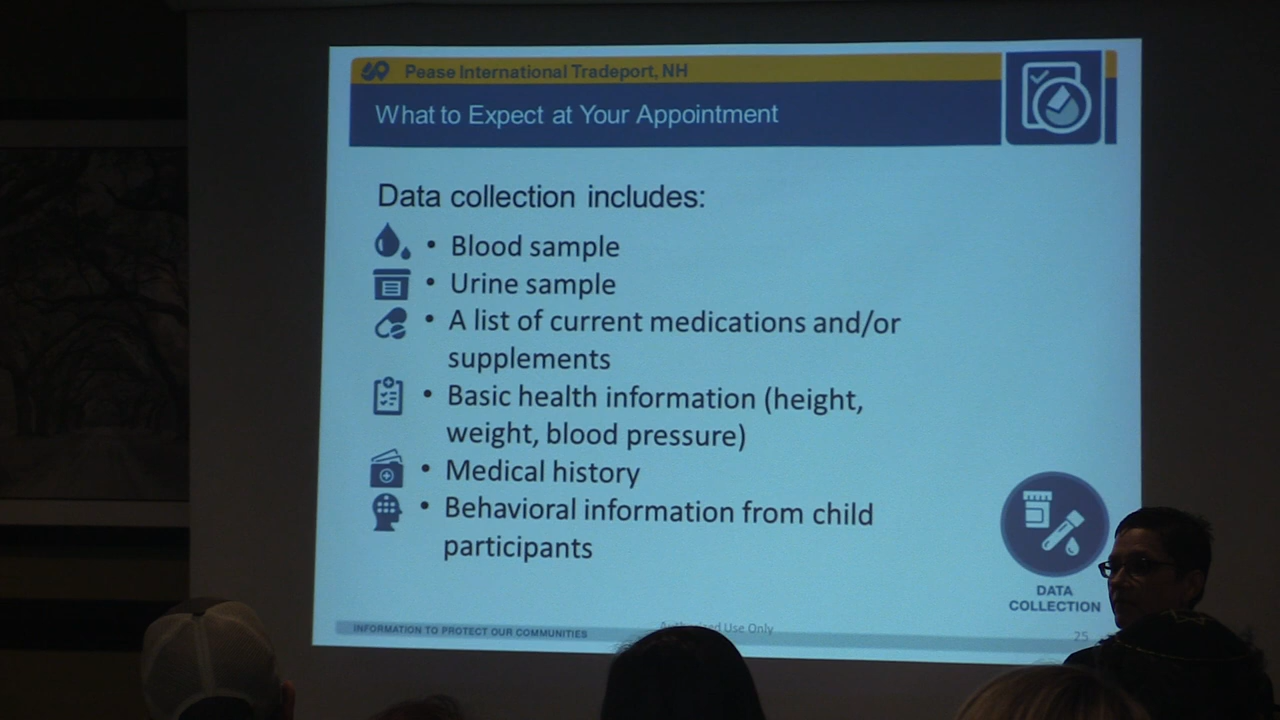 Pease International Tradeport, NH
What to Expect at Your Appointment
Data collection includes:
• Blood sample
• Urine sample
• A list of current medications and/or
supplements
• Basic health information (height,
weight, blood pressure)
• Medical history
• Behavioral information from child
participants
DATA
COLLECTION
INFORMATION TO PROTECT OUR COMMUNITIES
Use Only
25